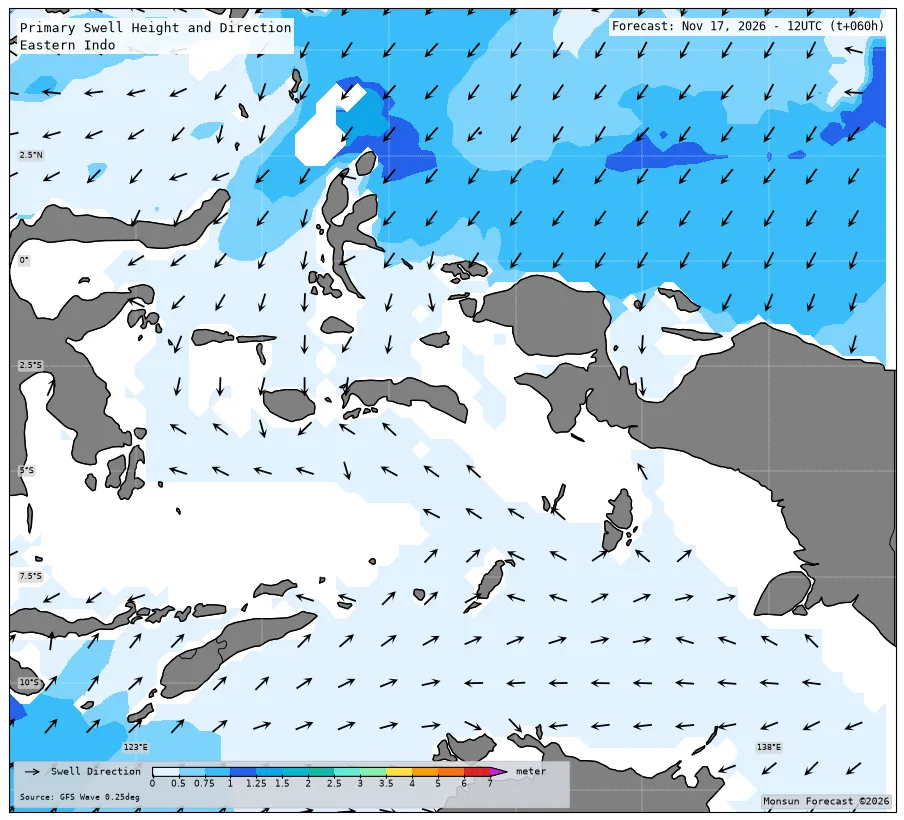 Primary Swell Height and Direction
Eastern Indo
Forecast: Nov 17, 2026 - 12UTC (t+060h)
2.5°N
0°
2.5°S
5°S
7.5°S
10°S
123°E
138°E
Swell Direction
0 0.5 0.75 1 1.25 1.5 1.75 2 2.5 3 3.5 4 5 6 7
meter
Source: GFS Wave 0.25deg
Monsun Forecast ©2026